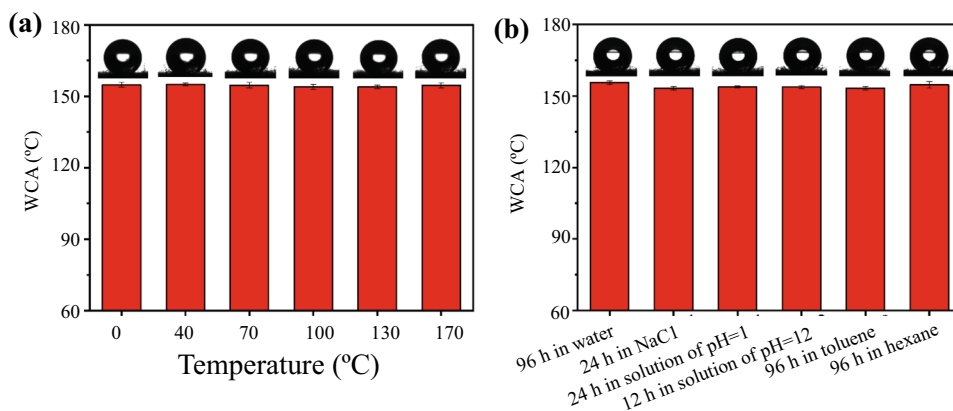 (a)
180
150
120
90
60
WCA (ºC)
0 40 70 100 130 170
Temperature (ºC)
(b)
180
150
120
90
60
WCA (ºC)
96 h in water
24 h in NaC1
24 h in solution of pH=1
12 h in solution of pH=12
96 h in toluene
96 h in hexane